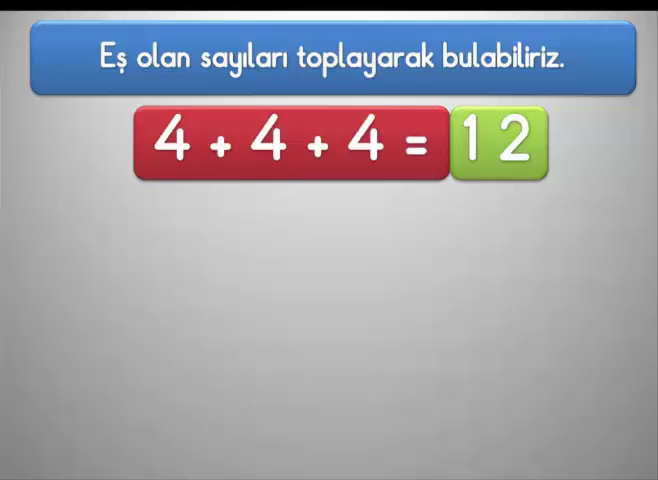 Eş olan sayıları toplayarak bulabiliriz.
4 + 4 + 4 = 12